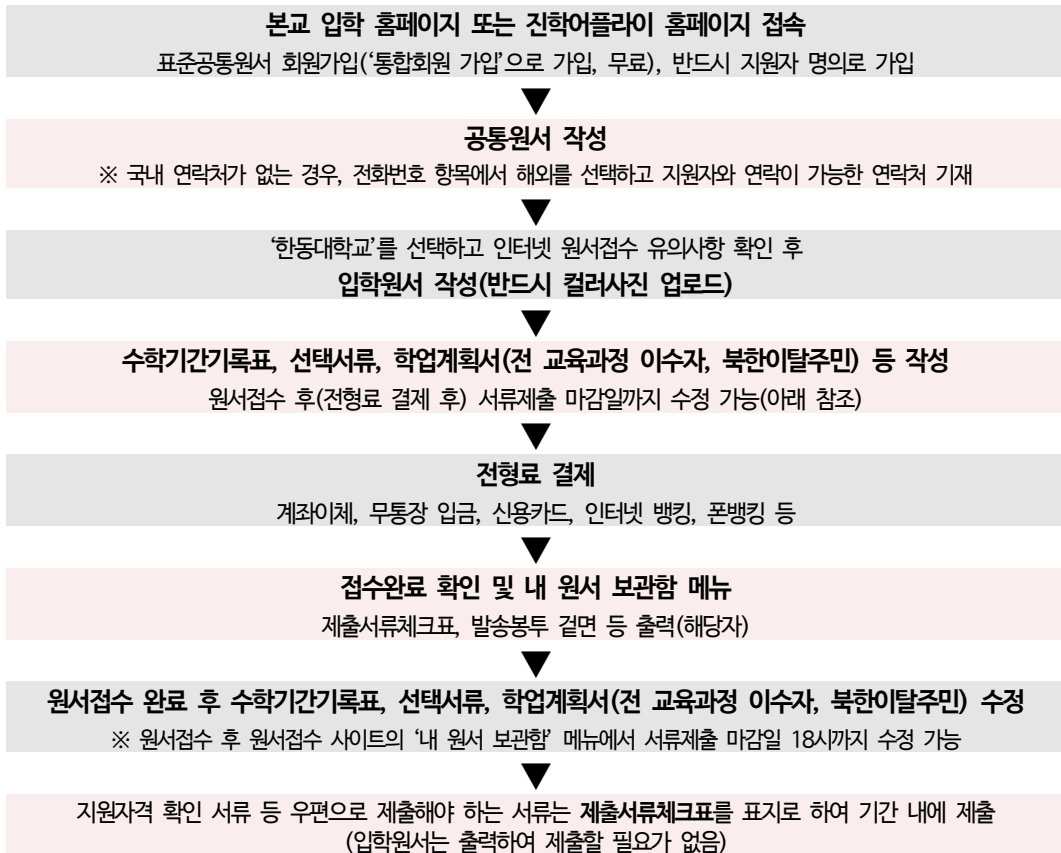 본교 입학 홈페이지 또는 진학어플라이 홈페이지 접속
표준공통원서 회원가입(‘통합회원 가입’으로 가입, 무료), 반드시 지원자 명의로 가입
▼
공통원서 작성
※ 국내 연락처가 없는 경우, 전화번호 항목에서 해외를 선택하고 지원자와 연락이 가능한 연락처 기재
▼
‘한동대학교’를 선택하고 인터넷 원서접수 유의사항 확인 후
입학원서 작성(반드시 컬러사진 업로드)
▼
수학기간기록표, 선택서류, 학업계획서(전 교육과정 이수자, 북한이탈주민) 등 작성
원서접수 후(전형료 결제 후) 서류제출 마감일까지 수정 가능(아래 참조)
▼
전형료 결제
계좌이체, 무통장 입금, 신용카드, 인터넷 뱅킹, 폰뱅킹 등
▼
접수완료 확인 및 내 원서 보관함 메뉴
제출서류체크표, 발송봉투 겉면 등 출력(해당자)
▼
원서접수 완료 후 수학기간기록표, 선택서류, 학업계획서(전 교육과정 이수자, 북한이탈주민) 수정
※ 원서접수 후 원서접수 사이트의 ‘내 원서 보관함’ 메뉴에서 서류제출 마감일 18시까지 수정 가능
▼
지원자격 확인 서류 등 우편으로 제출해야 하는 서류는 제출서류체크표를 표지로 하여 기간 내에 제출
(입학원서는 출력하여 제출할 필요가 없음)